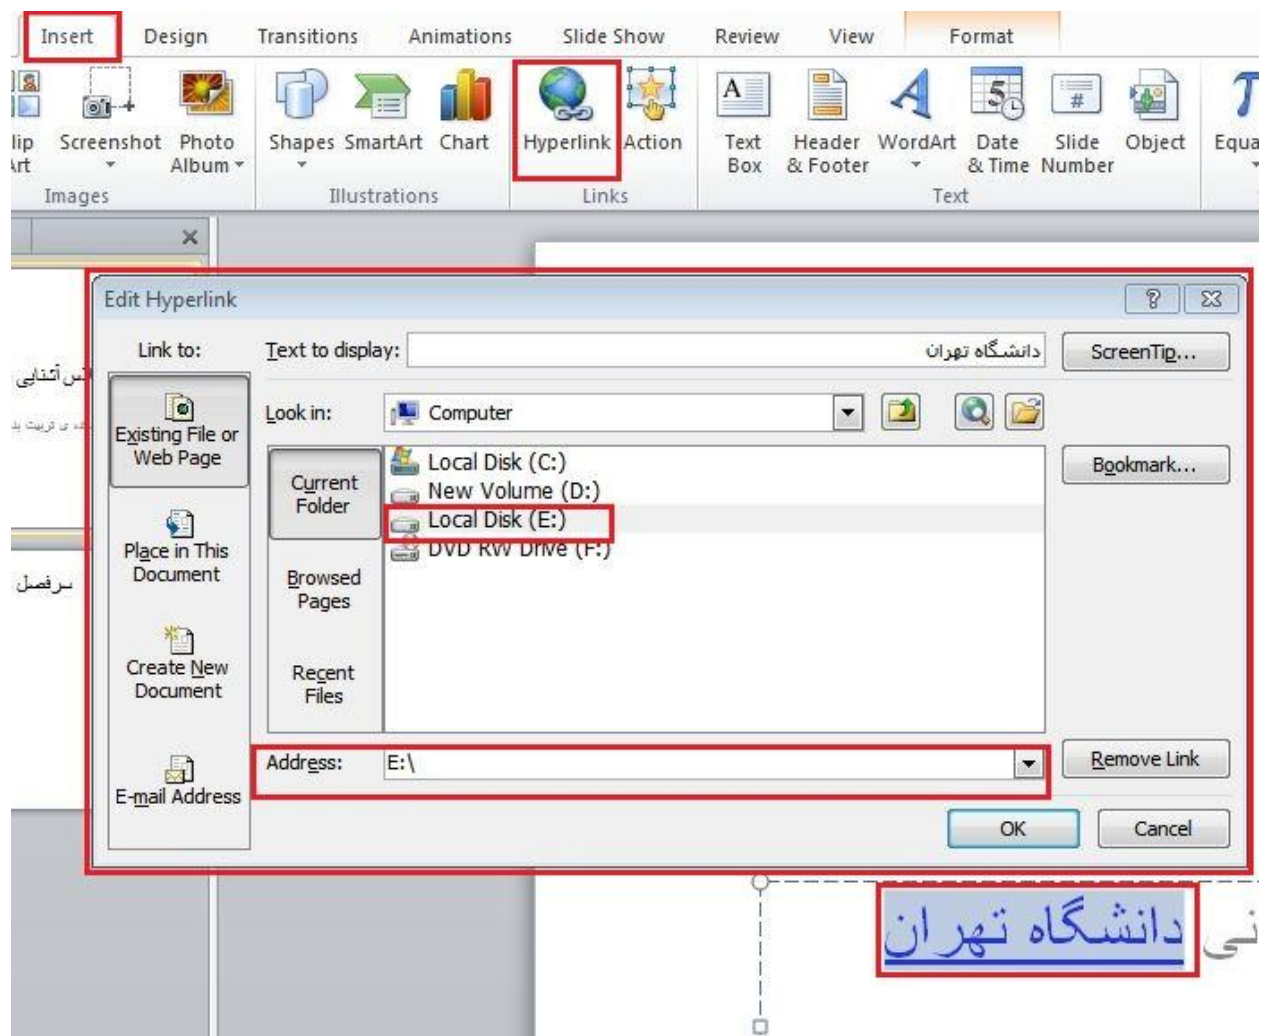 Insert Design Transitions Animations Slide Show Review View Format
Screenshot Photo Album Shapes SmartArt Chart Hyperlink Action Text Box Header & Footer WordArt Date & Time Slide Number Object
Images Illustrations Links Text
Edit Hyperlink
Link to: Text to display: دانشگاه تهران ScreenTip...
Look in: Computer
Existing File or Web Page
Place in This Document
Create New Document
E-mail Address
Current Folder
Browsed Pages
Recent Files
Local Disk (C:)
New Volume (D:)
Local Disk (E:)
DVD RW Drive (F:)
Bookmark...
Address: E:\ Remove Link
OK Cancel
سرفصل
دانشگاه تهران